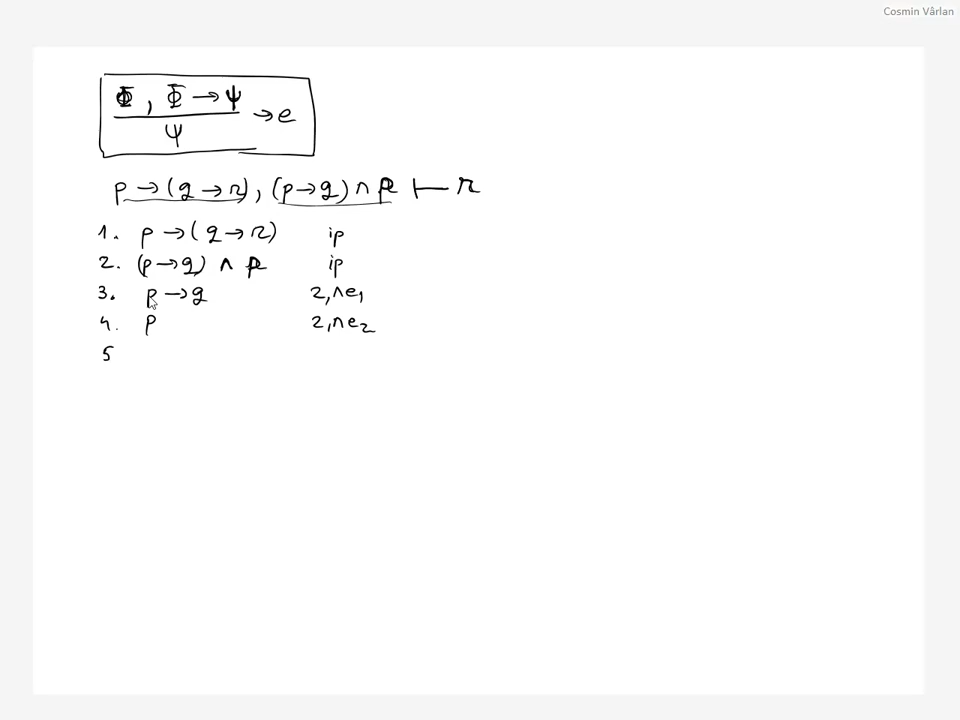 Cosmin Vârlan
Φ, Φ → Ψ
Ψ
→e
p → (q → r), (p → q) ∧ p ⊢ r
1. p → (q → r) ip
2. (p → q) ∧ p ip
3. p → q 2, ∧e₁
4. p 2, ∧e₂
5